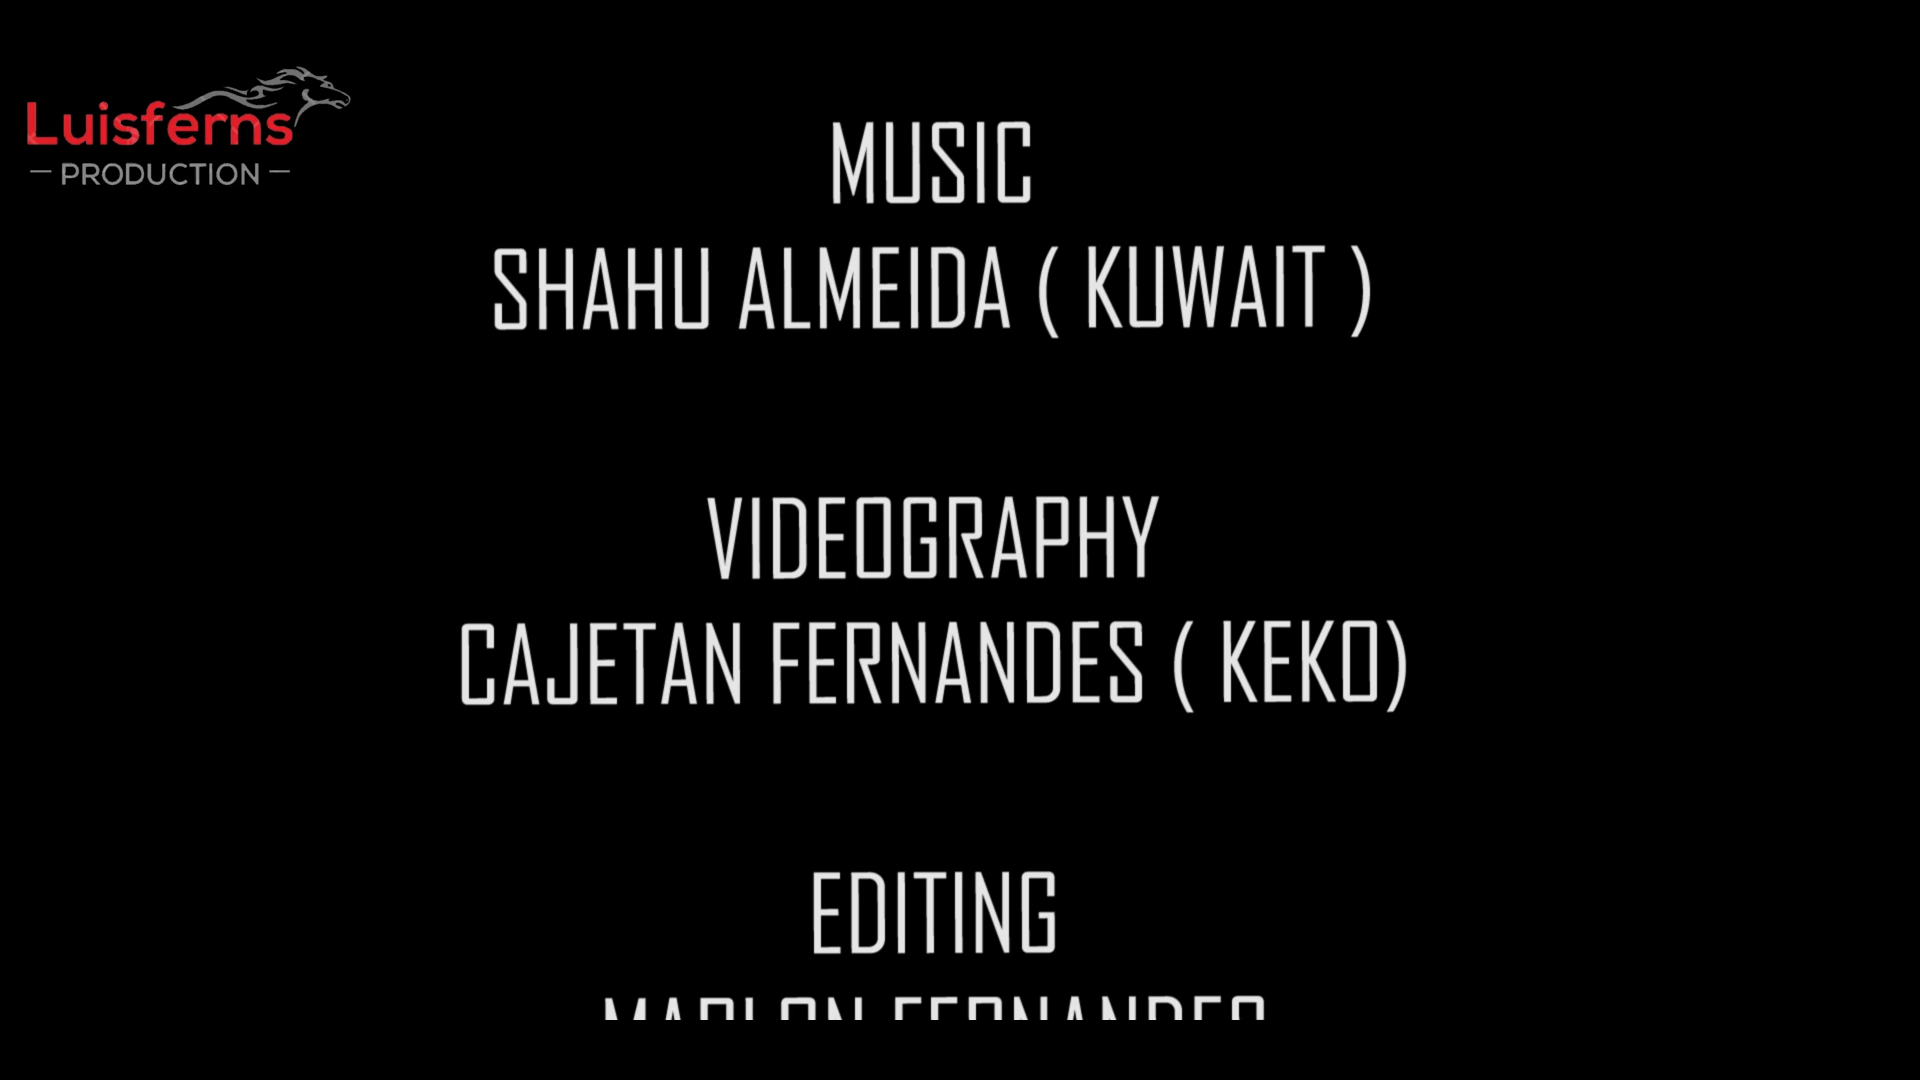 Luisferns
— PRODUCTION —
MUSIC
SHAHU ALMEIDA ( KUWAIT )
VIDEOGRAPHY
CAJETAN FERNANDES ( KEKO)
EDITING